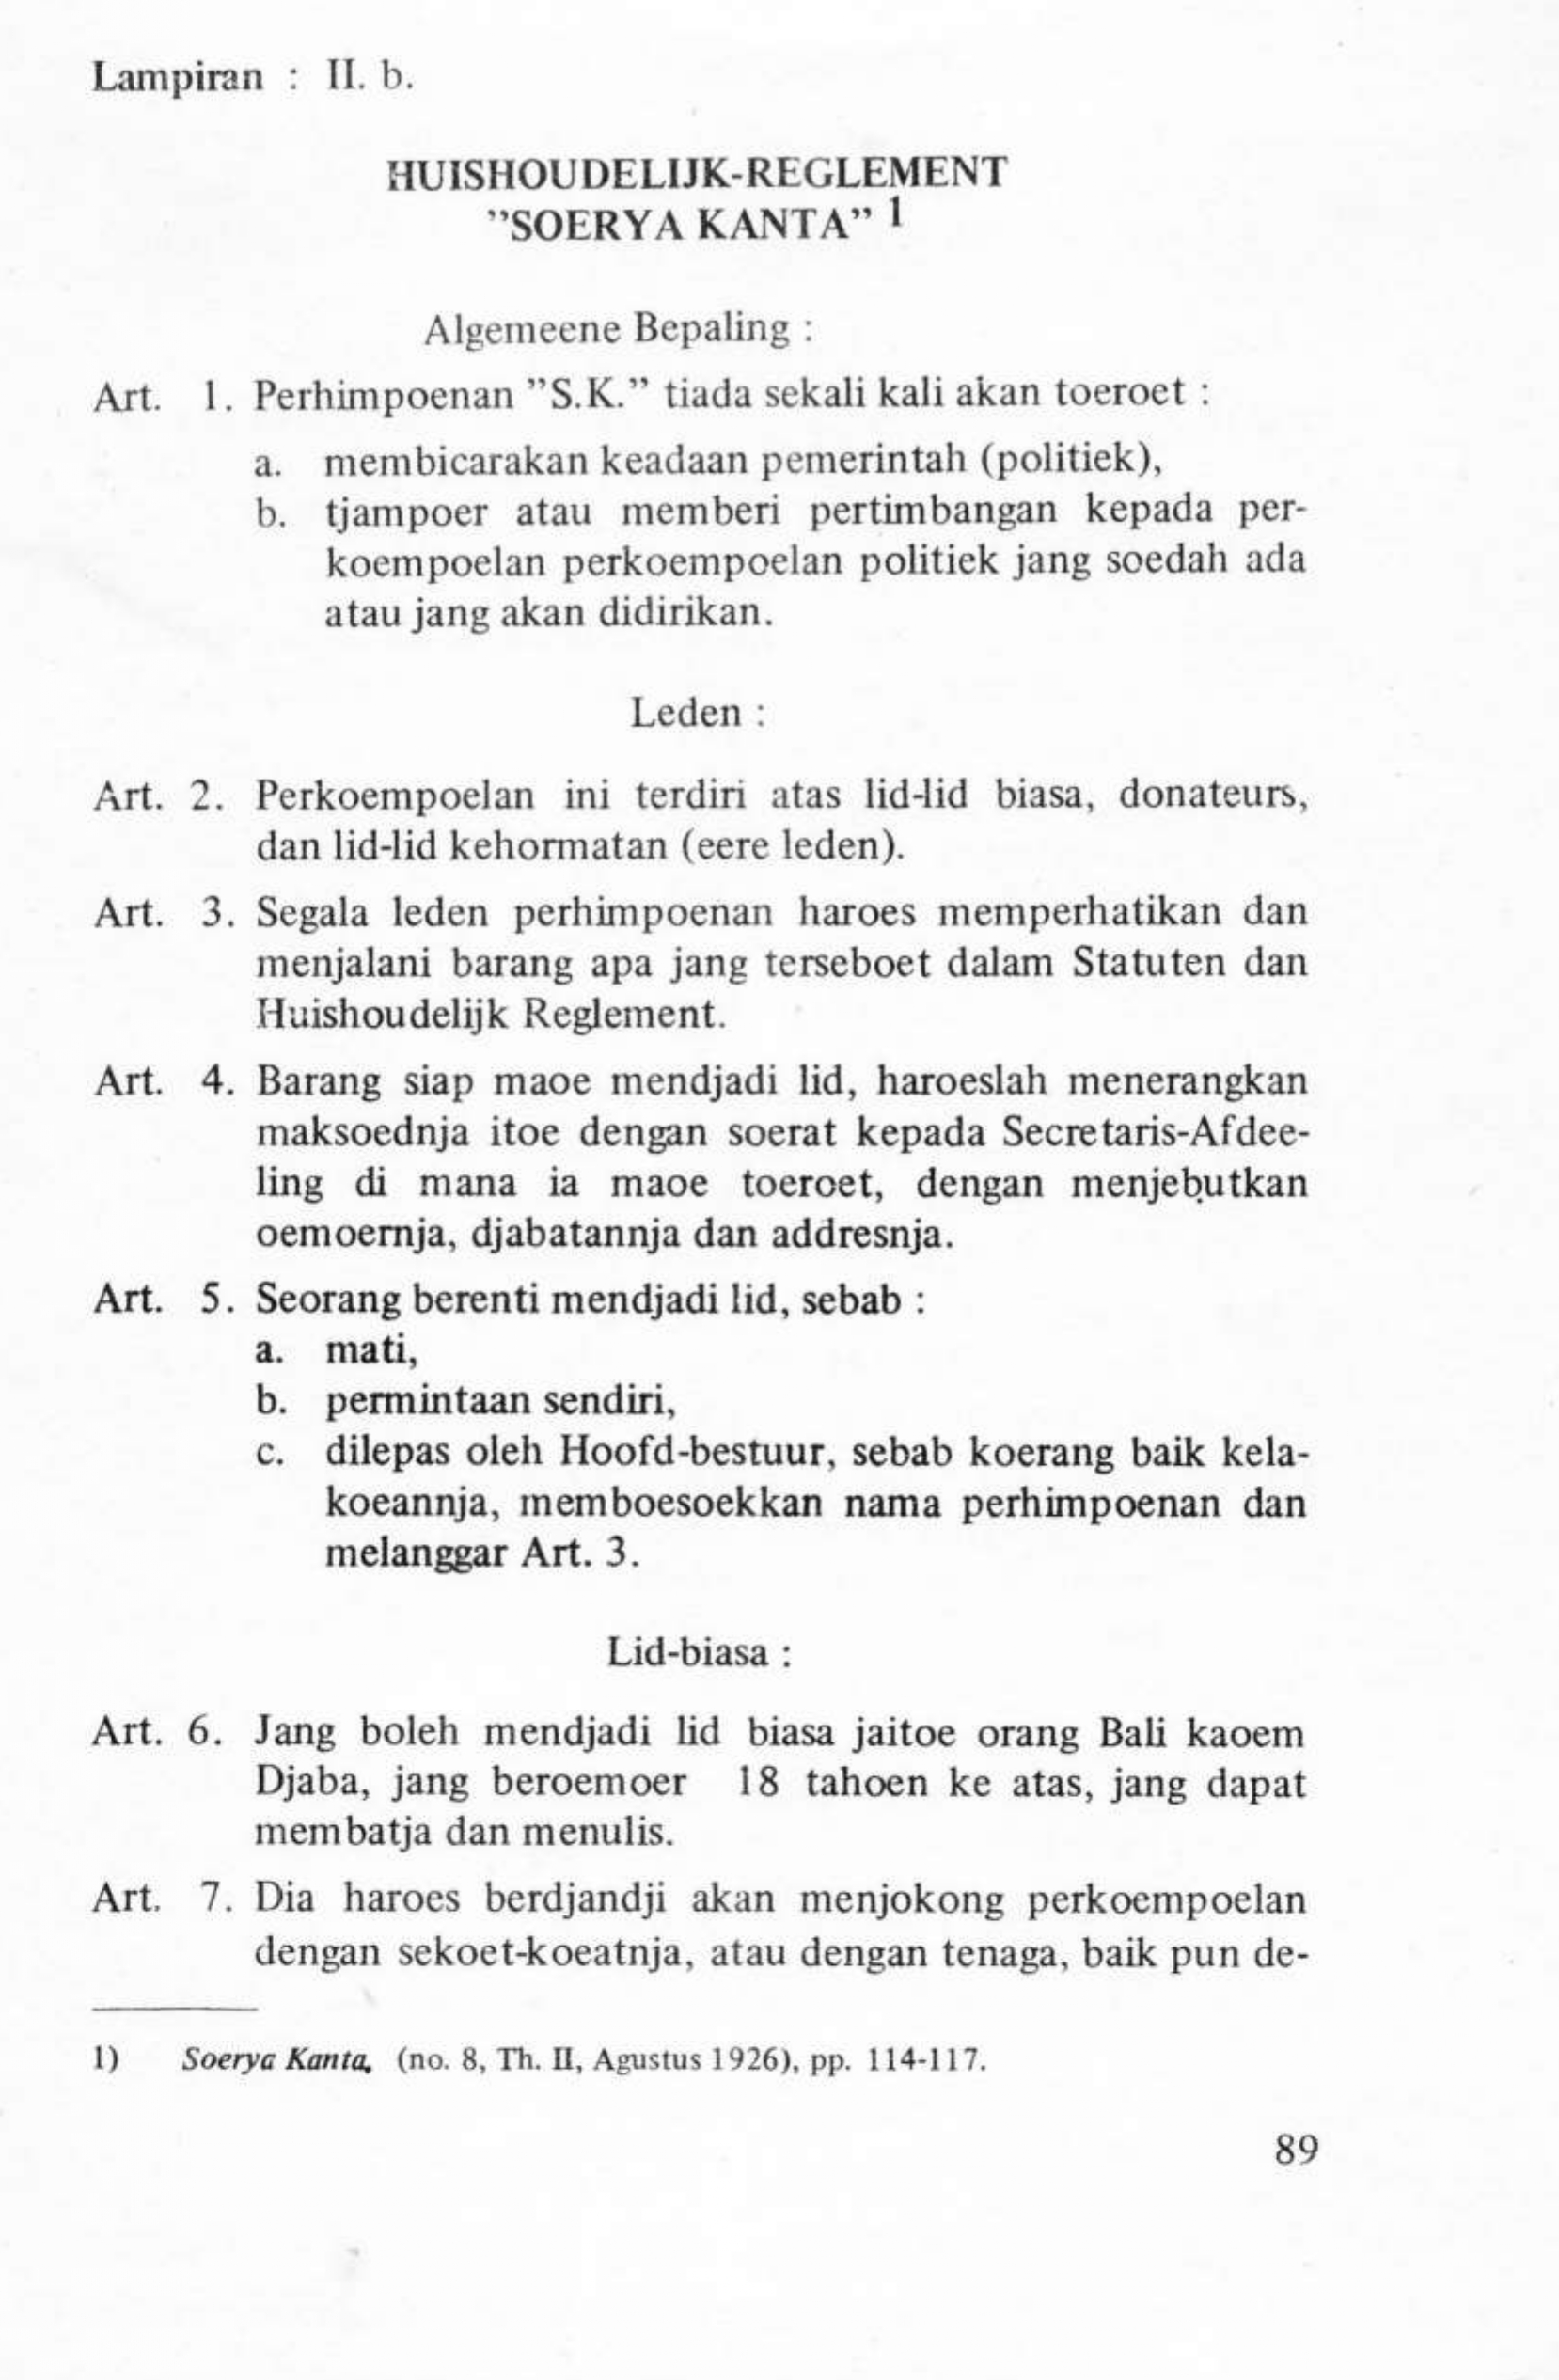 Lampiran : II. b.
HUISHOUDELIJK-REGLEMENT
”SOERYA KANTA” 1
Algemeene Bepaling :
Art. 1. Perhimpoenan ”S.K.” tiada sekali kali akan toeroet :
a. membicarakan keadaan pemerintah (politiek),
b. tjampoer atau memberi pertimbangan kepada per-
koempoelan perkoempoelan politiek jang soedah ada
atau jang akan didirikan.
Leden :
Art. 2. Perkoempoelan ini terdiri atas lid-lid biasa, donateurs,
dan lid-lid kehormatan (eere leden).
Art. 3. Segala leden perhimpoenan haroes memperhatikan dan
menjalani barang apa jang terseboet dalam Statuten dan
Huishoudelijk Reglement.
Art. 4. Barang siap maoe mendjadi lid, haroeslah menerangkan
maksoednja itoe dengan soerat kepada Secretaris-Afdee-
ling di mana ia maoe toeroet, dengan menjebutkan
oemoernja, djabatannja dan addresnja.
Art. 5. Seorang berenti mendjadi lid, sebab :
a. mati,
b. permintaan sendiri,
c. dilepas oleh Hoofd-bestuur, sebab koerang baik kela-
koeannja, memboesoekkan nama perhimpoenan dan
melanggar Art. 3.
Lid-biasa :
Art. 6. Jang boleh mendjadi lid biasa jaitoe orang Bali kaoem
Djaba, jang beroemoer 18 tahoen ke atas, jang dapat
membatja dan menulis.
Art. 7. Dia haroes berdjandji akan menjokong perkoempoelan
dengan sekoet-koeatnja, atau dengan tenaga, baik pun de-
1) Soerya Kanta, (no. 8, Th. II, Agustus 1926), pp. 114-117.
89